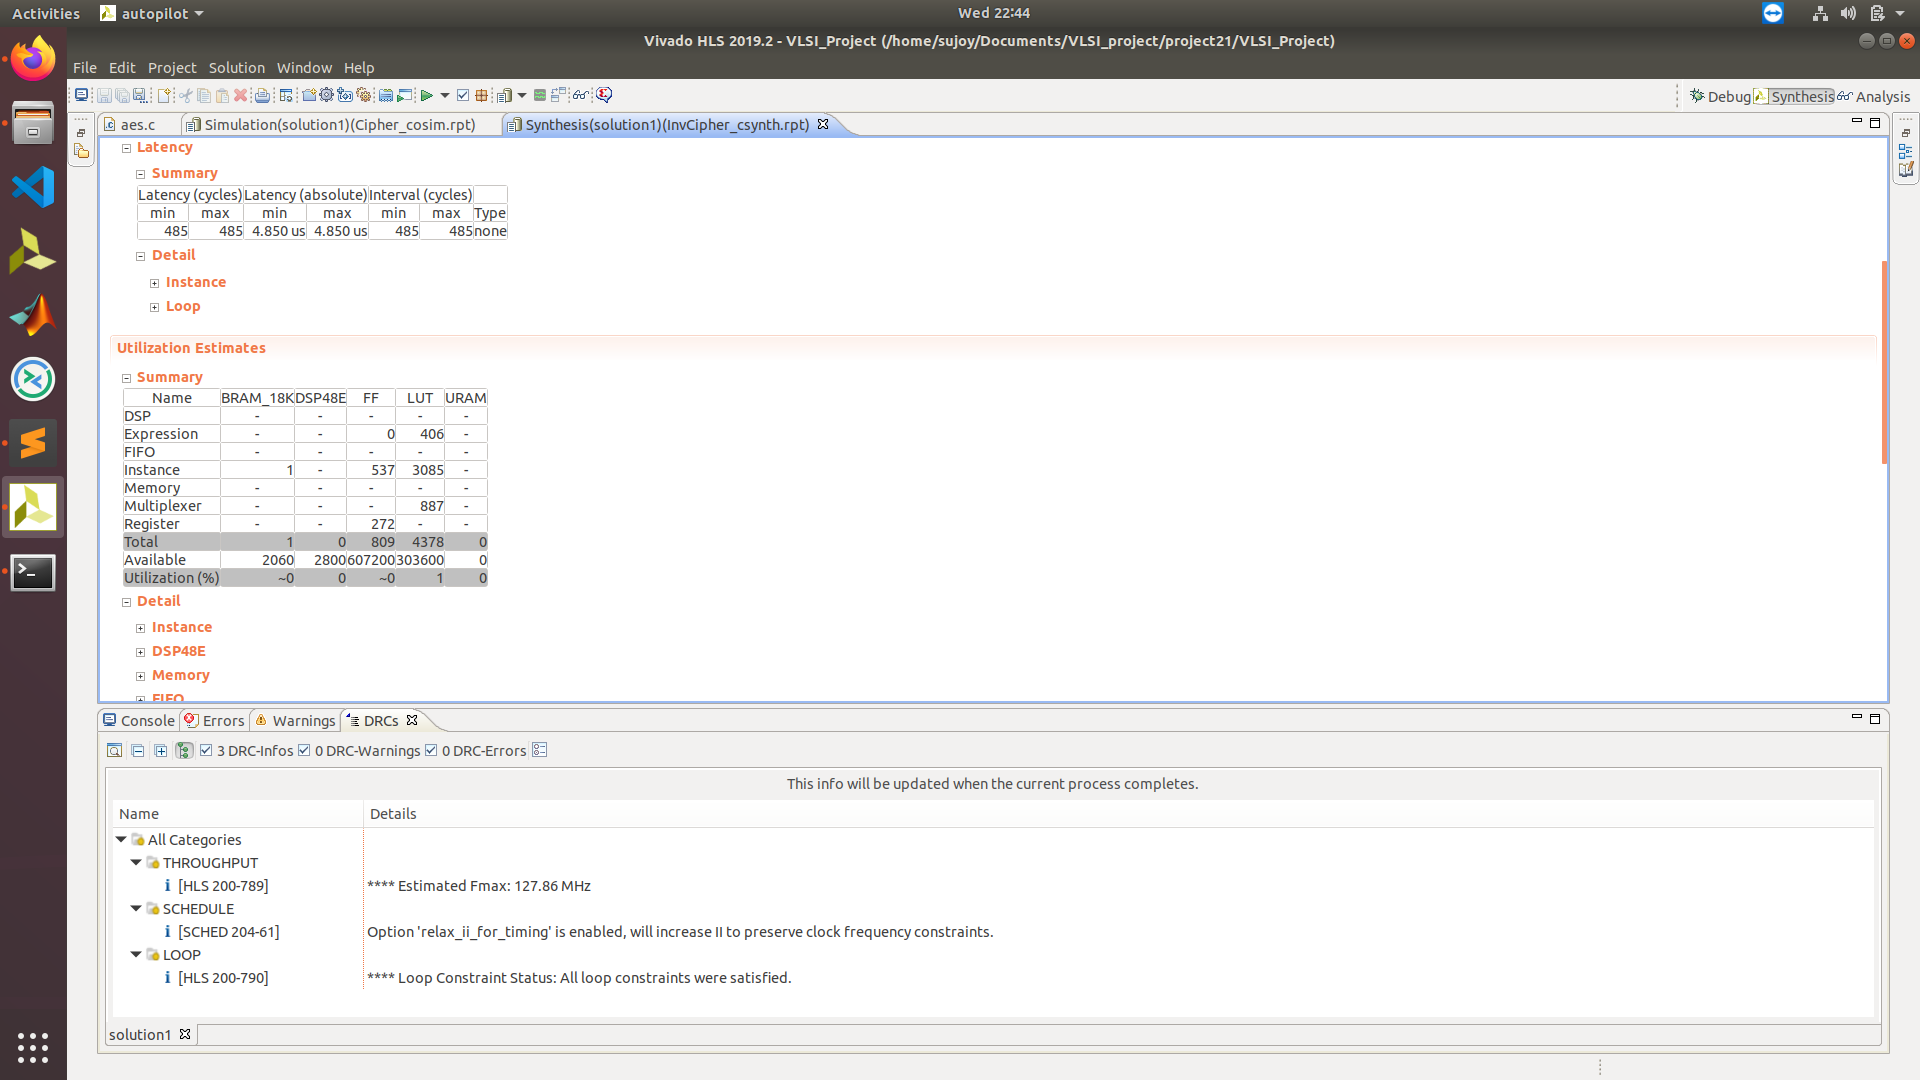 Activities autopilot Wed 22:44
Vivado HLS 2019.2 - VLSI_Project (/home/sujoy/Documents/VLSI_project/project21/VLSI_Project)
File Edit Project Solution Window Help
Debug Synthesis Analysis
aes.c Simulation(solution1)(Cipher_cosim.rpt) Synthesis(solution1)(InvCipher_csynth.rpt)
Latency
Summary
Latency (cycles) Latency (absolute) Interval (cycles)
min max min max min max Type
485 485 4.850 us 4.850 us 485 485 none
Detail
Instance
Loop
Utilization Estimates
Summary
Name BRAM_18K DSP48E FF LUT URAM
DSP - - - - -
Expression - - 0 406 -
FIFO - - - - -
Instance 1 - 537 3085 -
Memory - - - - -
Multiplexer - - - 887 -
Register - - 272 - -
Total 1 0 809 4378 0
Available 2060 2800 607200 303600 0
Utilization (%) ~0 0 ~0 1 0
Detail
Instance
DSP48E
Memory
FIFO
Console Errors Warnings DRCs
3 DRC-Infos 0 DRC-Warnings 0 DRC-Errors
This info will be updated when the current process completes.
Name Details
All Categories
THROUGHPUT
[HLS 200-789] **** Estimated Fmax: 127.86 MHz
SCHEDULE
[SCHED 204-61] Option 'relax_ii_for_timing' is enabled, will increase II to preserve clock frequency constraints.
LOOP
[HLS 200-790] **** Loop Constraint Status: All loop constraints were satisfied.
solution1